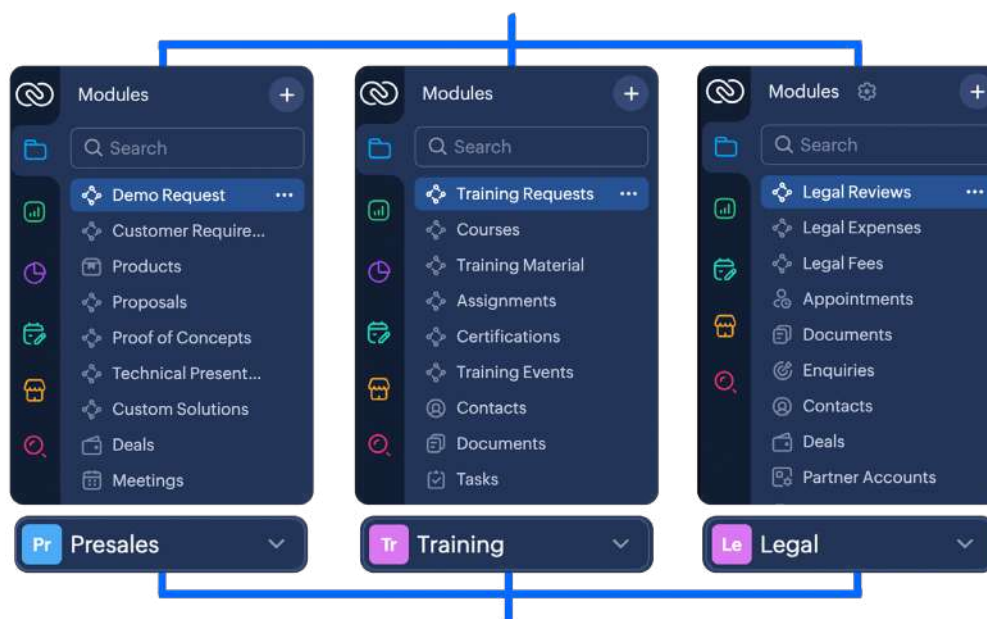 Modules
+
Search
Demo Request ...
Customer Require...
Products
Proposals
Proof of Concepts
Technical Present...
Custom Solutions
Deals
Meetings
Pr Presales
Modules
+
Search
Training Requests ...
Courses
Training Material
Assignments
Certifications
Training Events
Contacts
Documents
Tasks
Tr Training
Modules
+
Search
Legal Reviews ...
Legal Expenses
Legal Fees
Appointments
Documents
Enquiries
Contacts
Deals
Partner Accounts
Le Legal